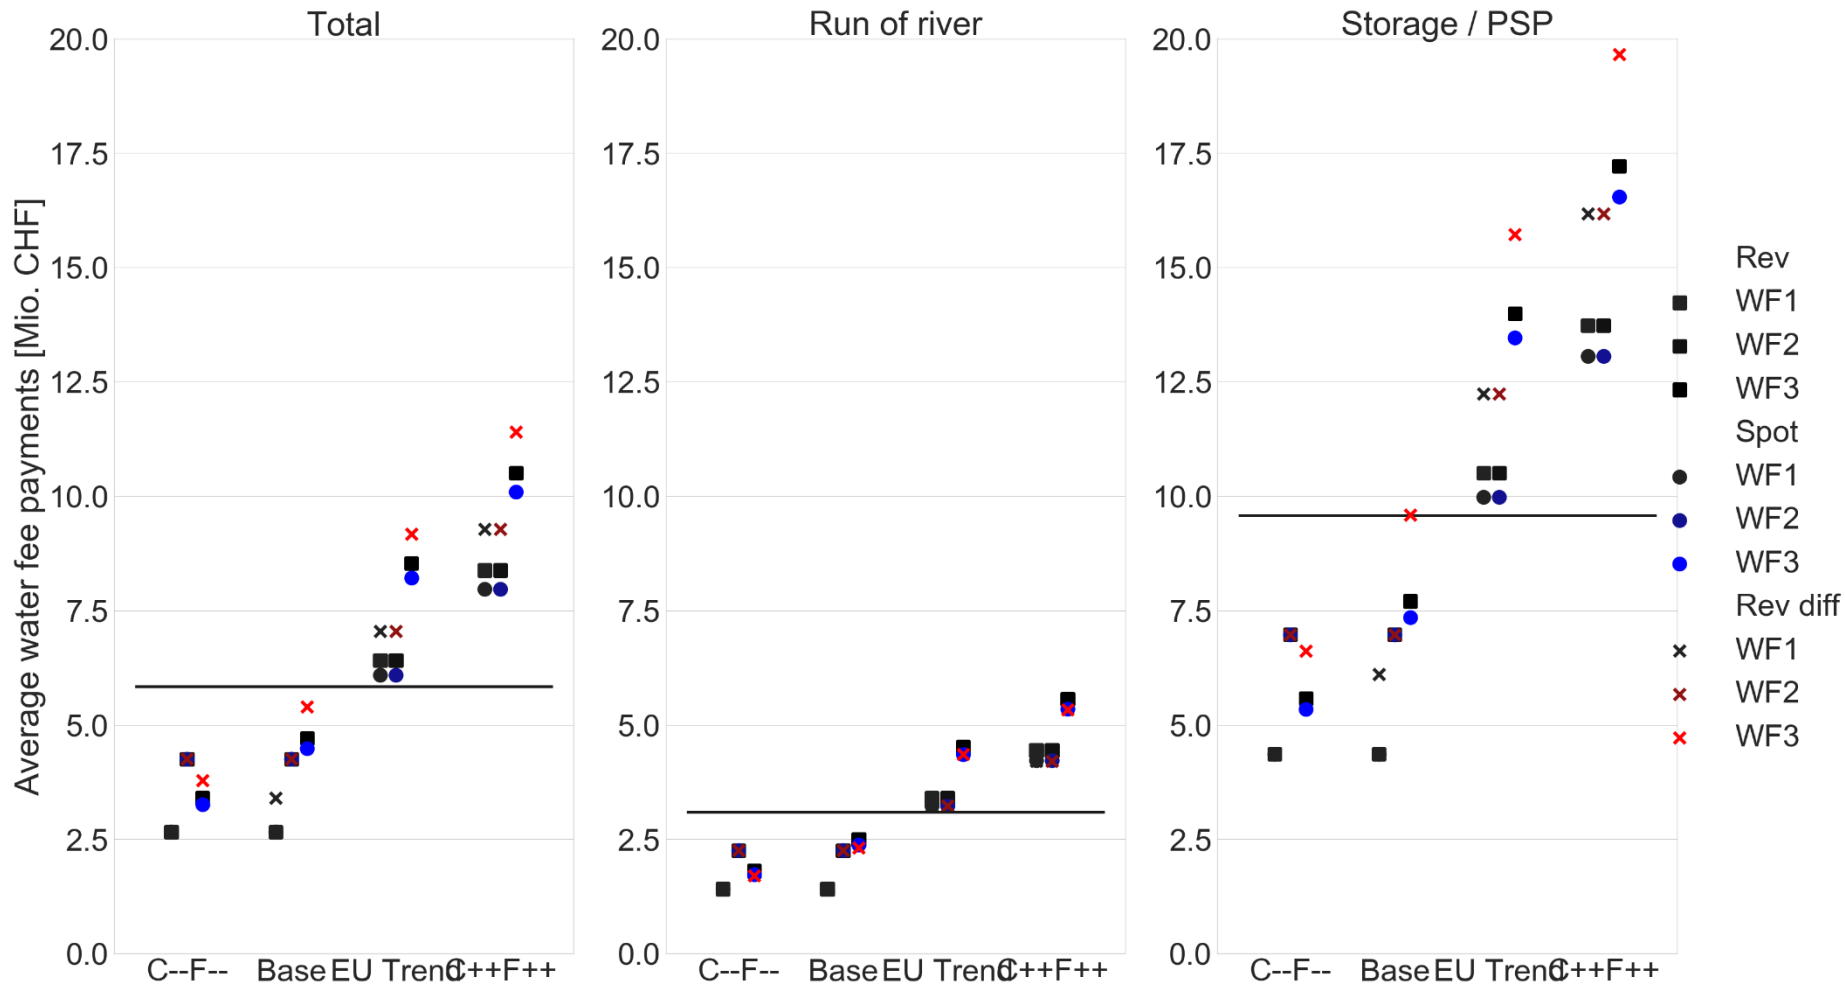 Total
Run of river
Storage / PSP
Average water fee payments [Mio. CHF]
20.0
17.5
15.0
12.5
10.0
7.5
5.0
2.5
0.0
C--F--
Base
EU Trend
C++F++
20.0
17.5
15.0
12.5
10.0
7.5
5.0
2.5
0.0
C--F--
Base
EU Trend
C++F++
20.0
17.5
15.0
12.5
10.0
7.5
5.0
2.5
0.0
C--F--
Base
EU Trend
C++F++
Rev
WF1
WF2
WF3
Spot
WF1
WF2
WF3
Rev diff
WF1
WF2
WF3